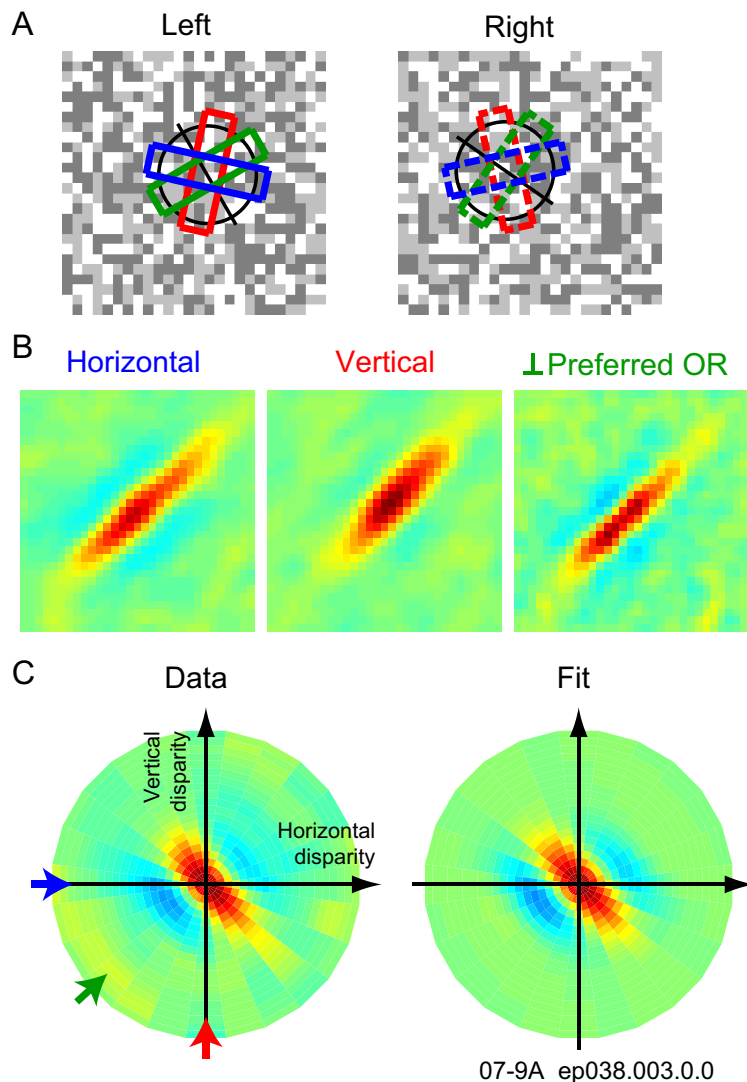 A
Left
Right
B
Horizontal
Vertical
⊥Preferred OR
C
Data
Fit
Vertical
disparity
Horizontal
disparity
07-9A ep038.003.0.0